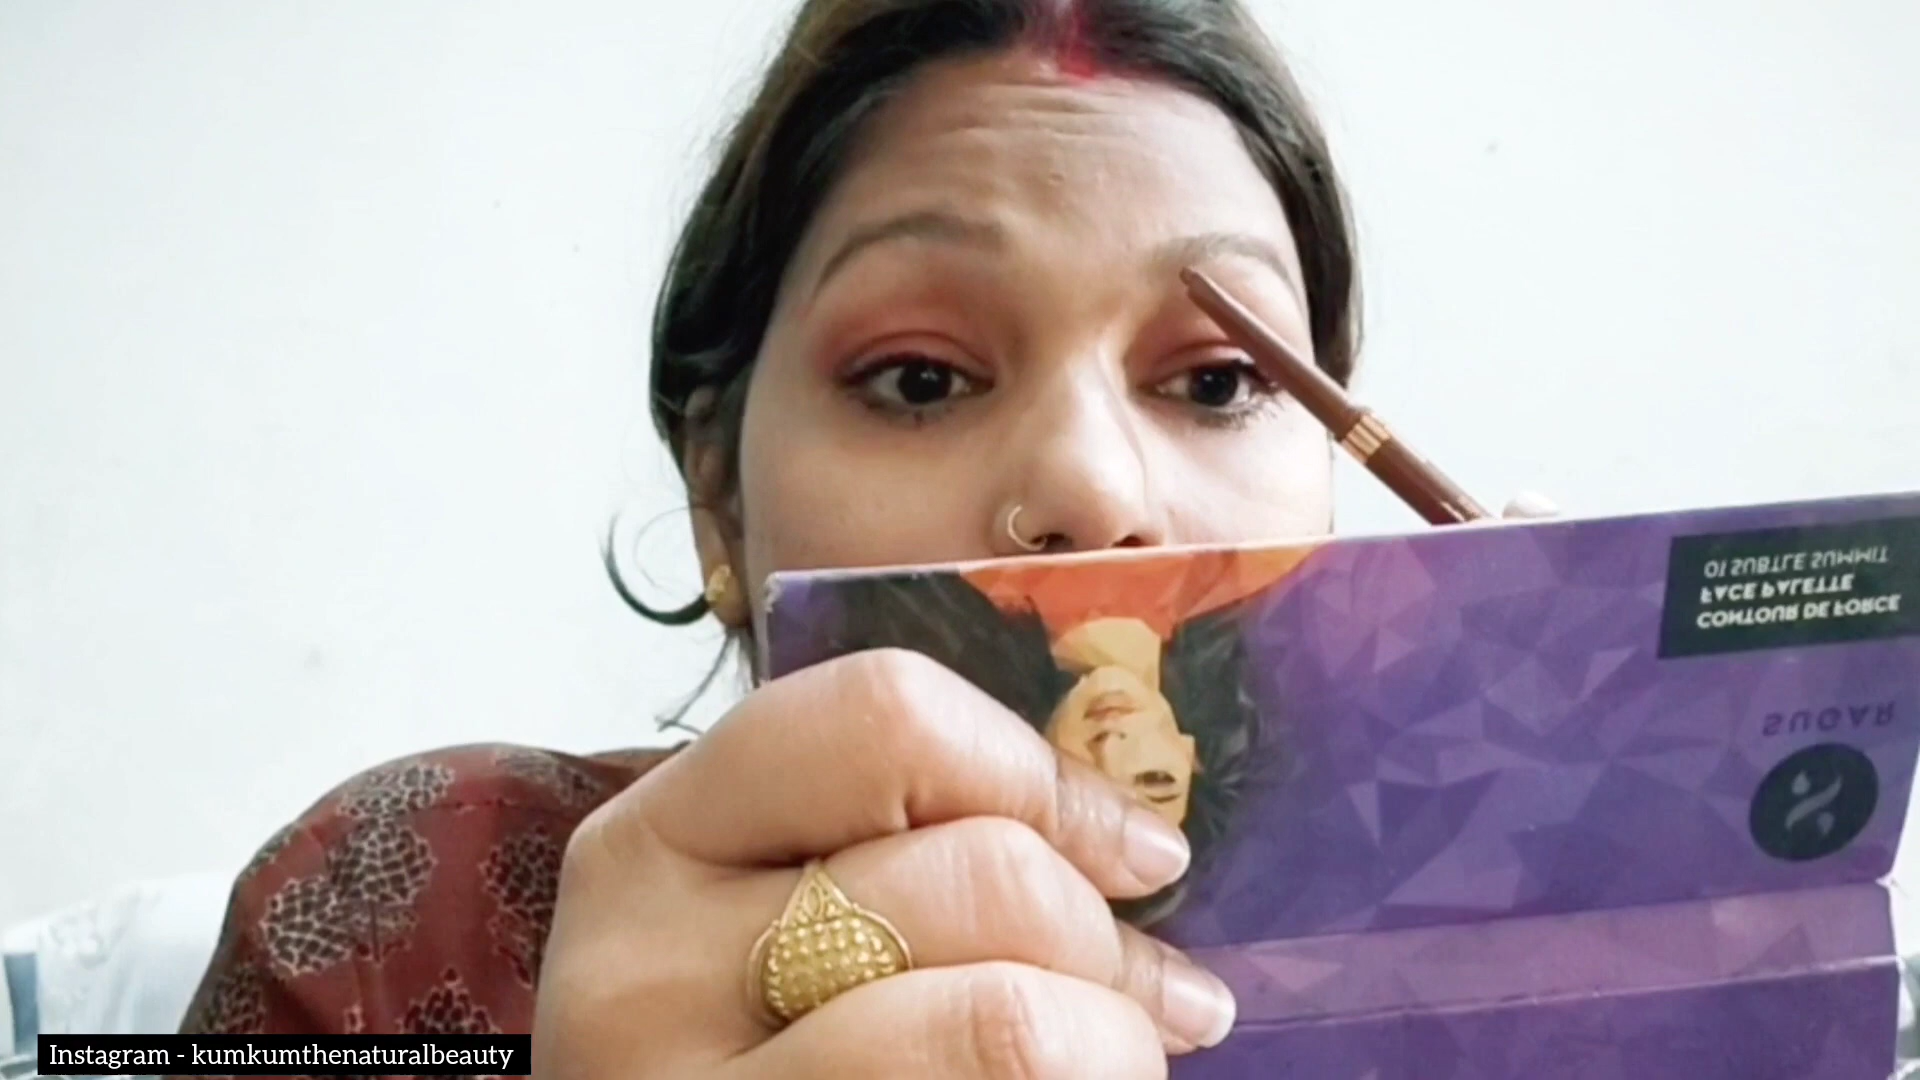 CONTOUR DE FORCE
FACE PALETTE
01 SUBTLE SUMMIT
SUGAR
Instagram - kumkumthenaturalbeauty